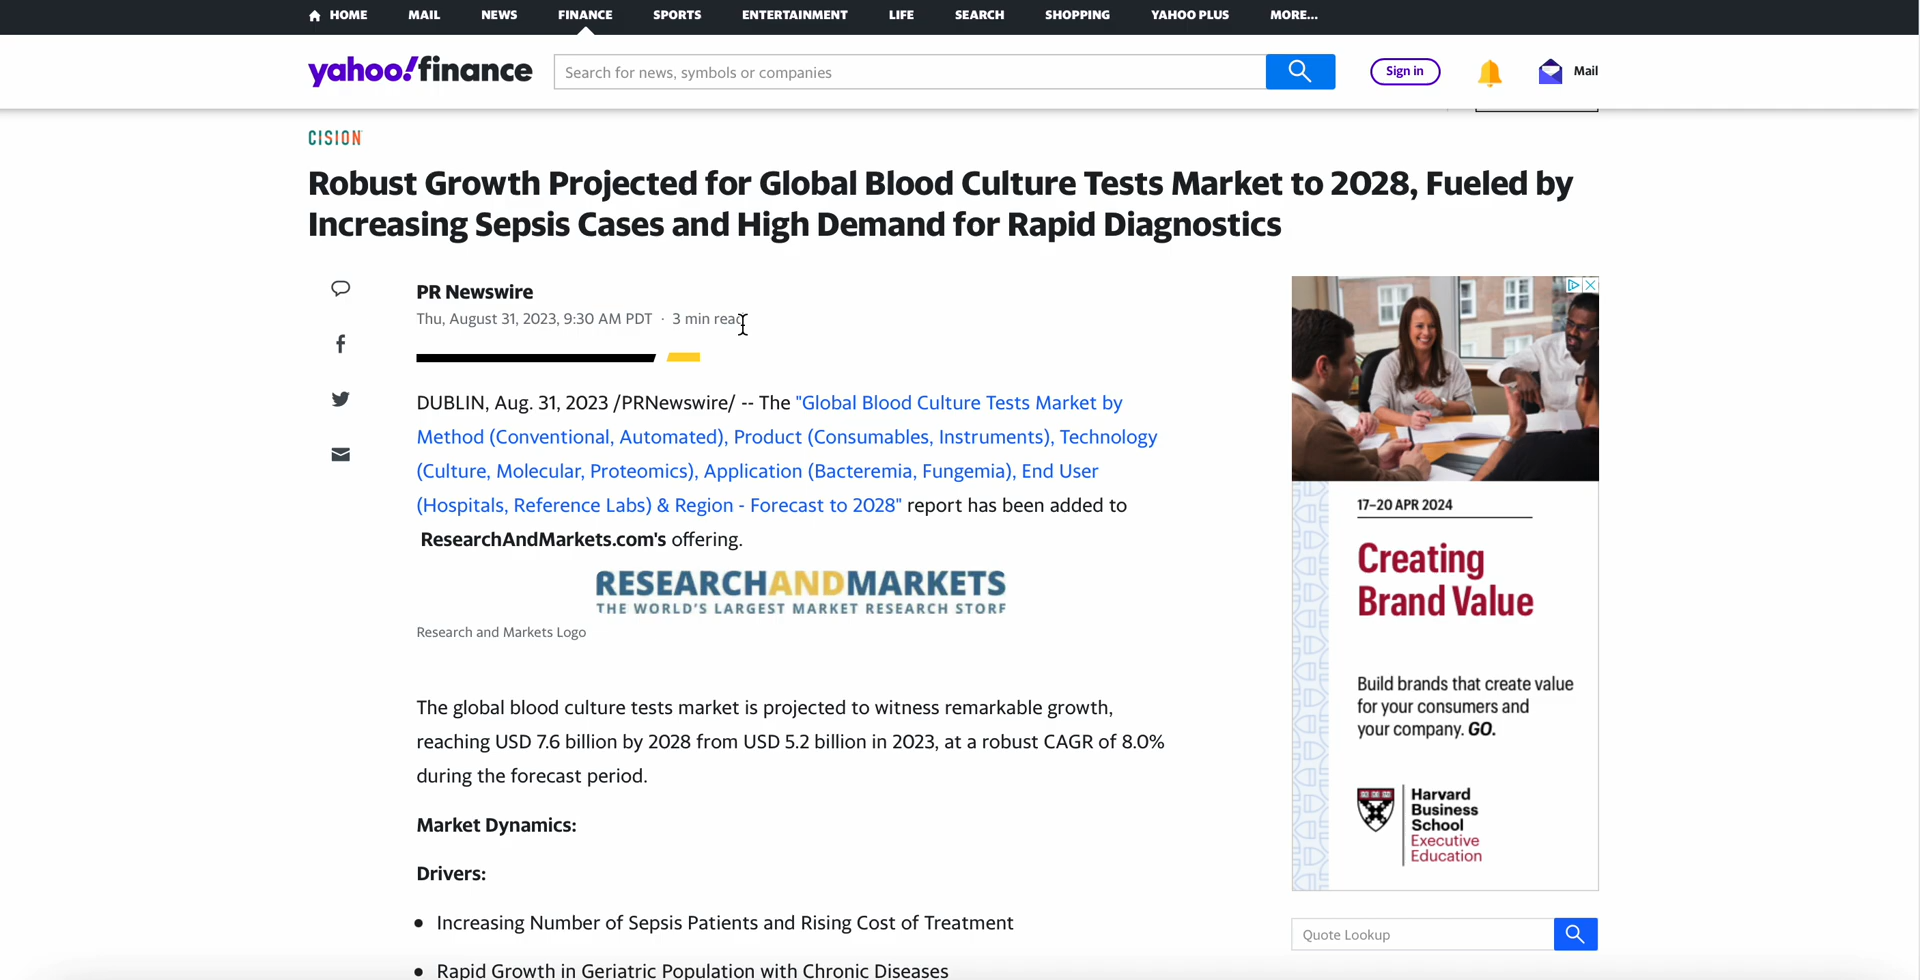 HOME MAIL NEWS FINANCE SPORTS ENTERTAINMENT LIFE SEARCH SHOPPING YAHOO PLUS MORE...
yahoo!finance
Search for news, symbols or companies
Sign in
Mail
CISION
Robust Growth Projected for Global Blood Culture Tests Market to 2028, Fueled by
Increasing Sepsis Cases and High Demand for Rapid Diagnostics
PR Newswire
Thu, August 31, 2023, 9:30 AM PDT · 3 min read
DUBLIN, Aug. 31, 2023 /PRNewswire/ -- The "Global Blood Culture Tests Market by
Method (Conventional, Automated), Product (Consumables, Instruments), Technology
(Culture, Molecular, Proteomics), Application (Bacteremia, Fungemia), End User
(Hospitals, Reference Labs) & Region - Forecast to 2028" report has been added to
ResearchAndMarkets.com's offering.
RESEARCHANDMARKETS
THE WORLD'S LARGEST MARKET RESEARCH STORE
Research and Markets Logo
The global blood culture tests market is projected to witness remarkable growth,
reaching USD 7.6 billion by 2028 from USD 5.2 billion in 2023, at a robust CAGR of 8.0%
during the forecast period.
Market Dynamics:
Drivers:
• Increasing Number of Sepsis Patients and Rising Cost of Treatment
• Rapid Growth in Geriatric Population with Chronic Diseases
17–20 APR 2024
Creating
Brand Value
Build brands that create value
for your consumers and
your company. GO.
Harvard
Business
School
Executive
Education
Quote Lookup